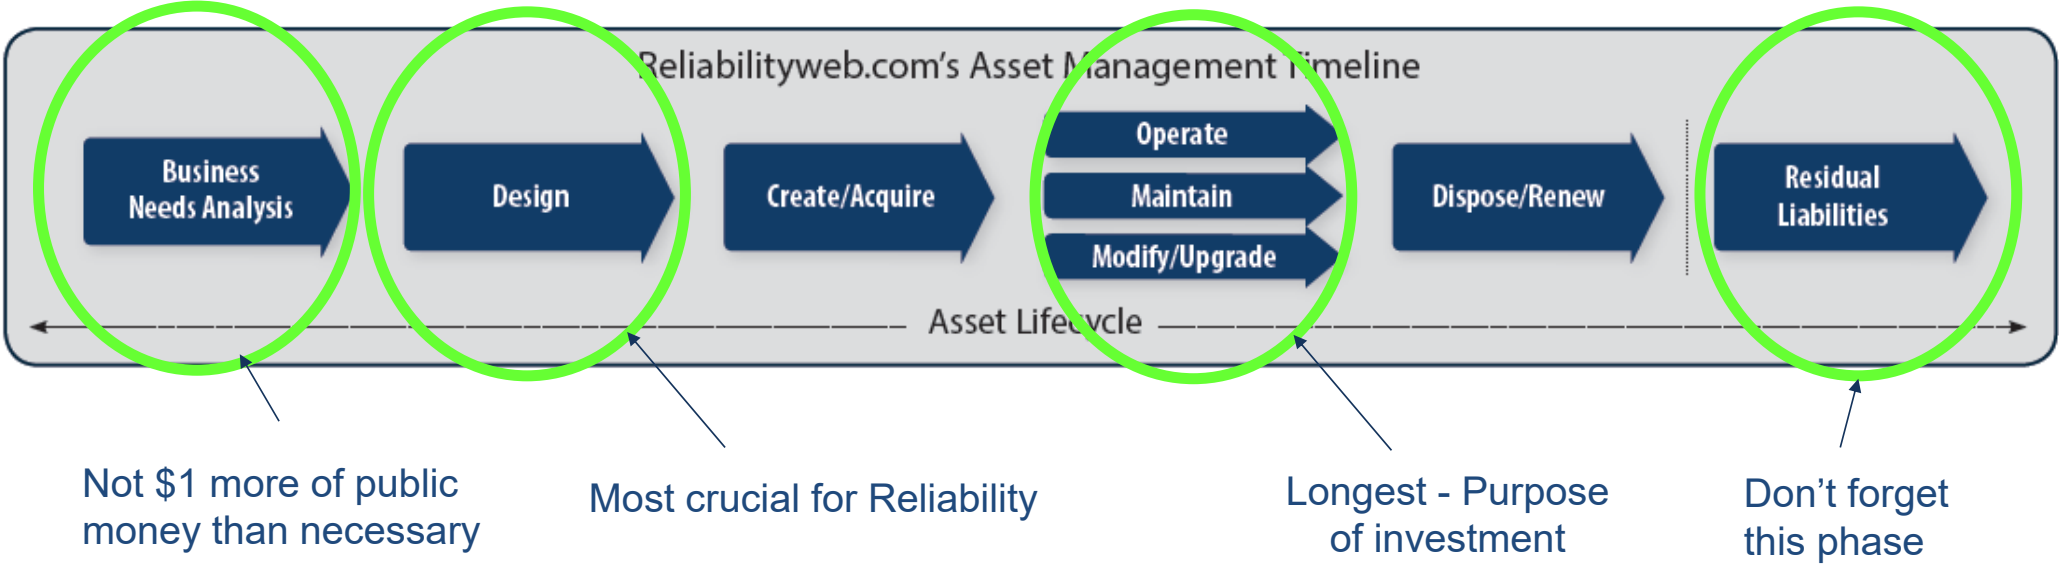 Reliabilityweb.com’s Asset Management Timeline
Business
Needs Analysis
Design
Create/Acquire
Operate
Maintain
Modify/Upgrade
Dispose/Renew
Residual
Liabilities
Asset Lifecycle
Not $1 more of public
money than necessary
Most crucial for Reliability
Longest - Purpose
of investment
Don’t forget
this phase